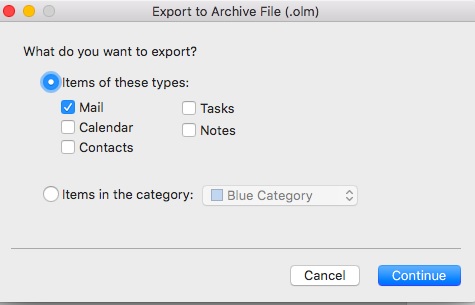 Export to Archive File (.olm)
What do you want to export?
Items of these types:
Mail
Tasks
Calendar
Notes
Contacts
Items in the category:
Blue Category
Cancel
Continue